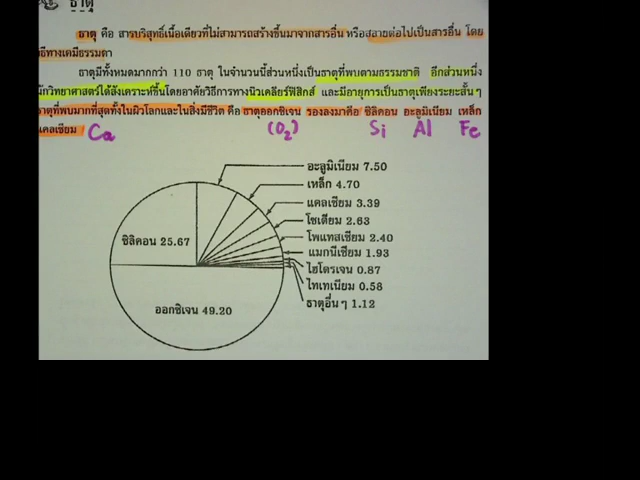 ธาตุ
ธาตุ คือ สารบริสุทธิ์เนื้อเดียวที่ไม่สามารถสร้างขึ้นมาจากสารอื่น หรือสลายต่อไปเป็นสารอื่น โดย
วิธีทางเคมีธรรมดา
ธาตุมีทั้งหมดมากกว่า 110 ธาตุ ในจำนวนนี้ส่วนหนึ่งเป็นธาตุที่พบตามธรรมชาติ อีกส่วนหนึ่ง
นักวิทยาศาสตร์ได้สังเคราะห์ขึ้นโดยอาศัยวิธีการทางนิวเคลียร์ฟิสิกส์ และมีอายุการเป็นธาตุเพียงระยะสั้น ๆ
ธาตุที่พบมากที่สุดทั้งในผิวโลกและในสิ่งมีชีวิต คือ ธาตุออกซิเจน รองลงมาคือ ซิลิคอน อะลูมิเนียม เหล็ก
แคลเซียม Ca (O₂) Si Al Fe
อะลูมิเนียม 7.50
เหล็ก 4.70
แคลเซียม 3.39
โซเดียม 2.63
โพแทสเซียม 2.40
ซิลิคอน 25.67
แมกนีเซียม 1.93
ไฮโดรเจน 0.87
ไทเทเนียม 0.58
ธาตุอื่น ๆ 1.12
ออกซิเจน 49.20